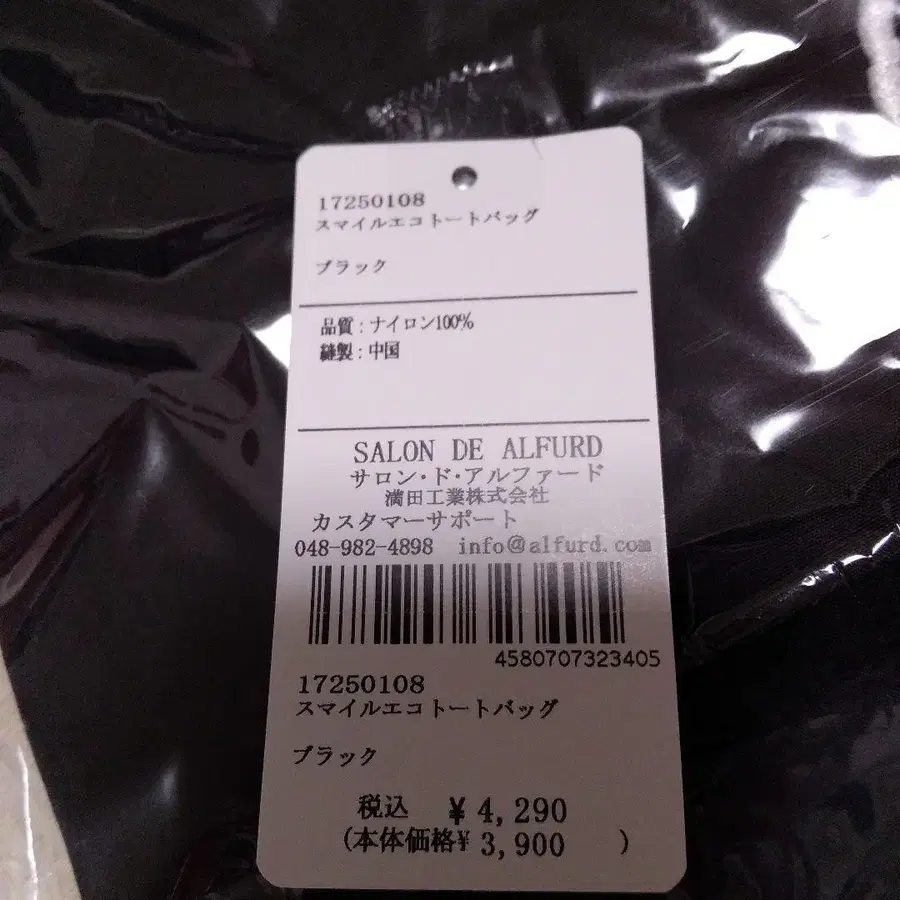 17250108
スマイルエコトートバッグ
ブラック
品質:ナイロン100%
縫製:中国
SALON DE ALFURD
サロン・ド・アルファード
満田工業株式会社
カスタマーサポート
048-982-4898 info@alfurd.com
4580707323405
17250108
スマイルエコトートバッグ
ブラック
税込 ¥4,290
(本体価格¥ 3,900 )